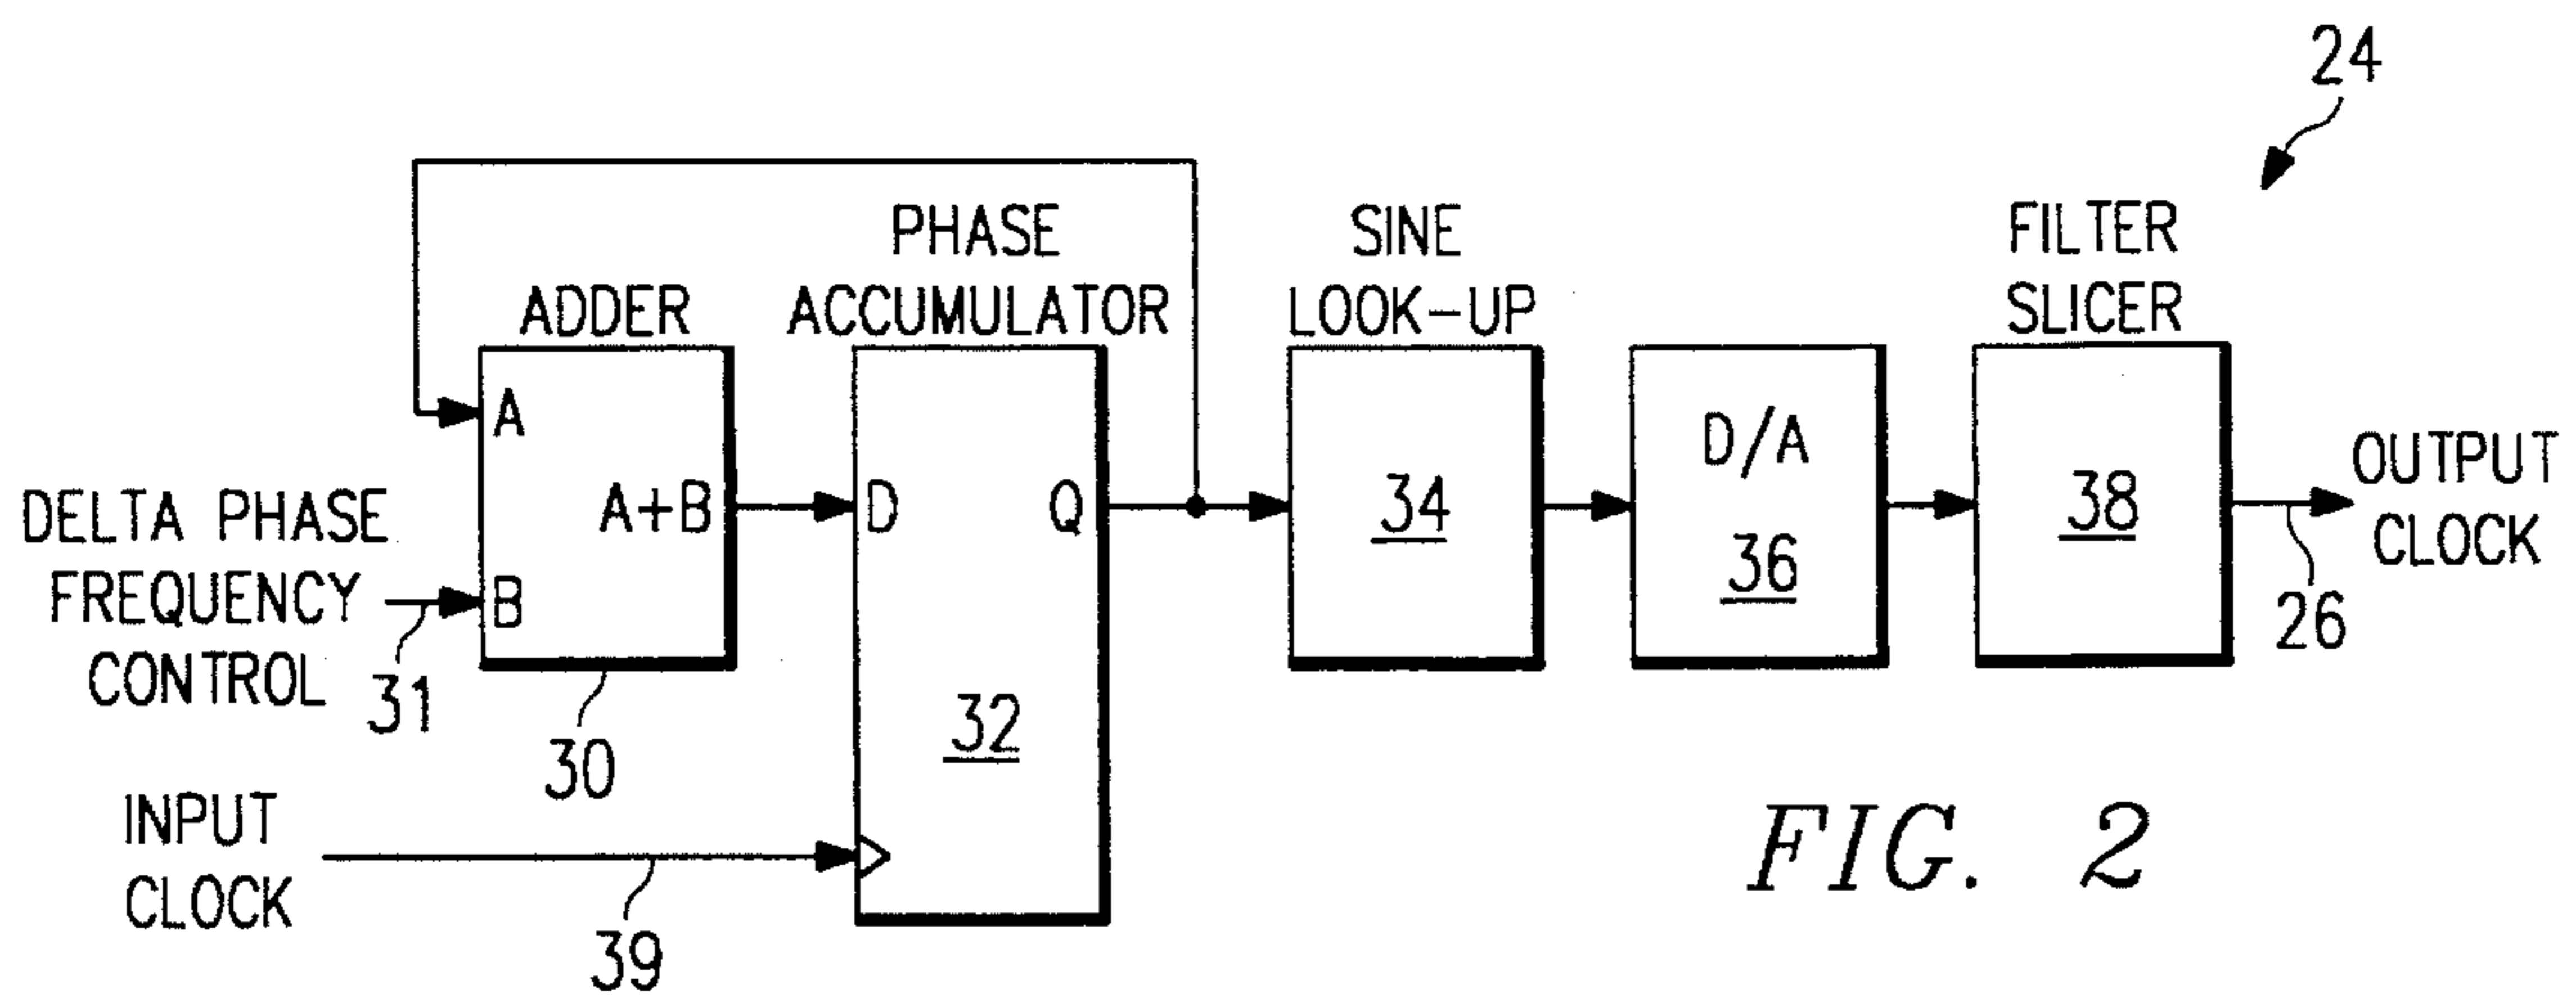 24
PHASE
ACCUMULATOR
SINE
LOOK-UP
FILTER
SLICER
ADDER
A
A+B
B
D
Q
32
34
D/A
36
38
OUTPUT
CLOCK
26
DELTA PHASE
FREQUENCY
CONTROL
31
30
INPUT
CLOCK
39
FIG. 2